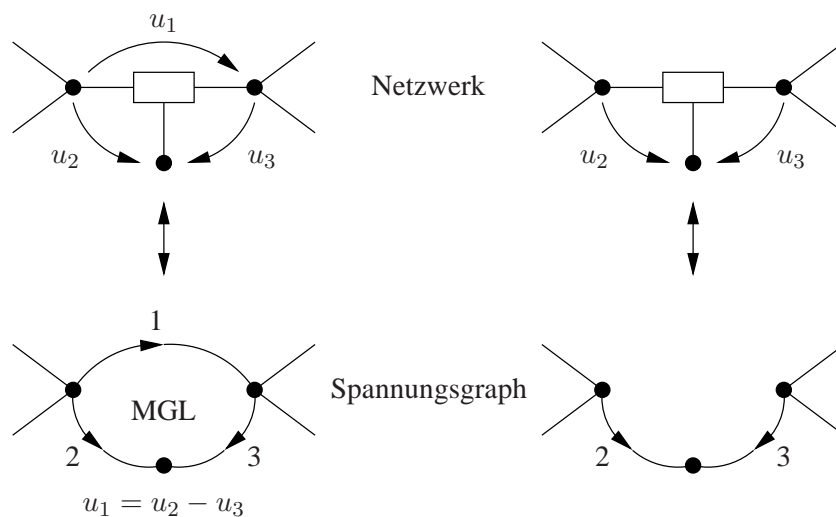 u₁
Netzwerk
u₂ u₃
u₂ u₃
1
Spannungsgraph
MGL
2 3
2 3
u₁ = u₂ − u₃